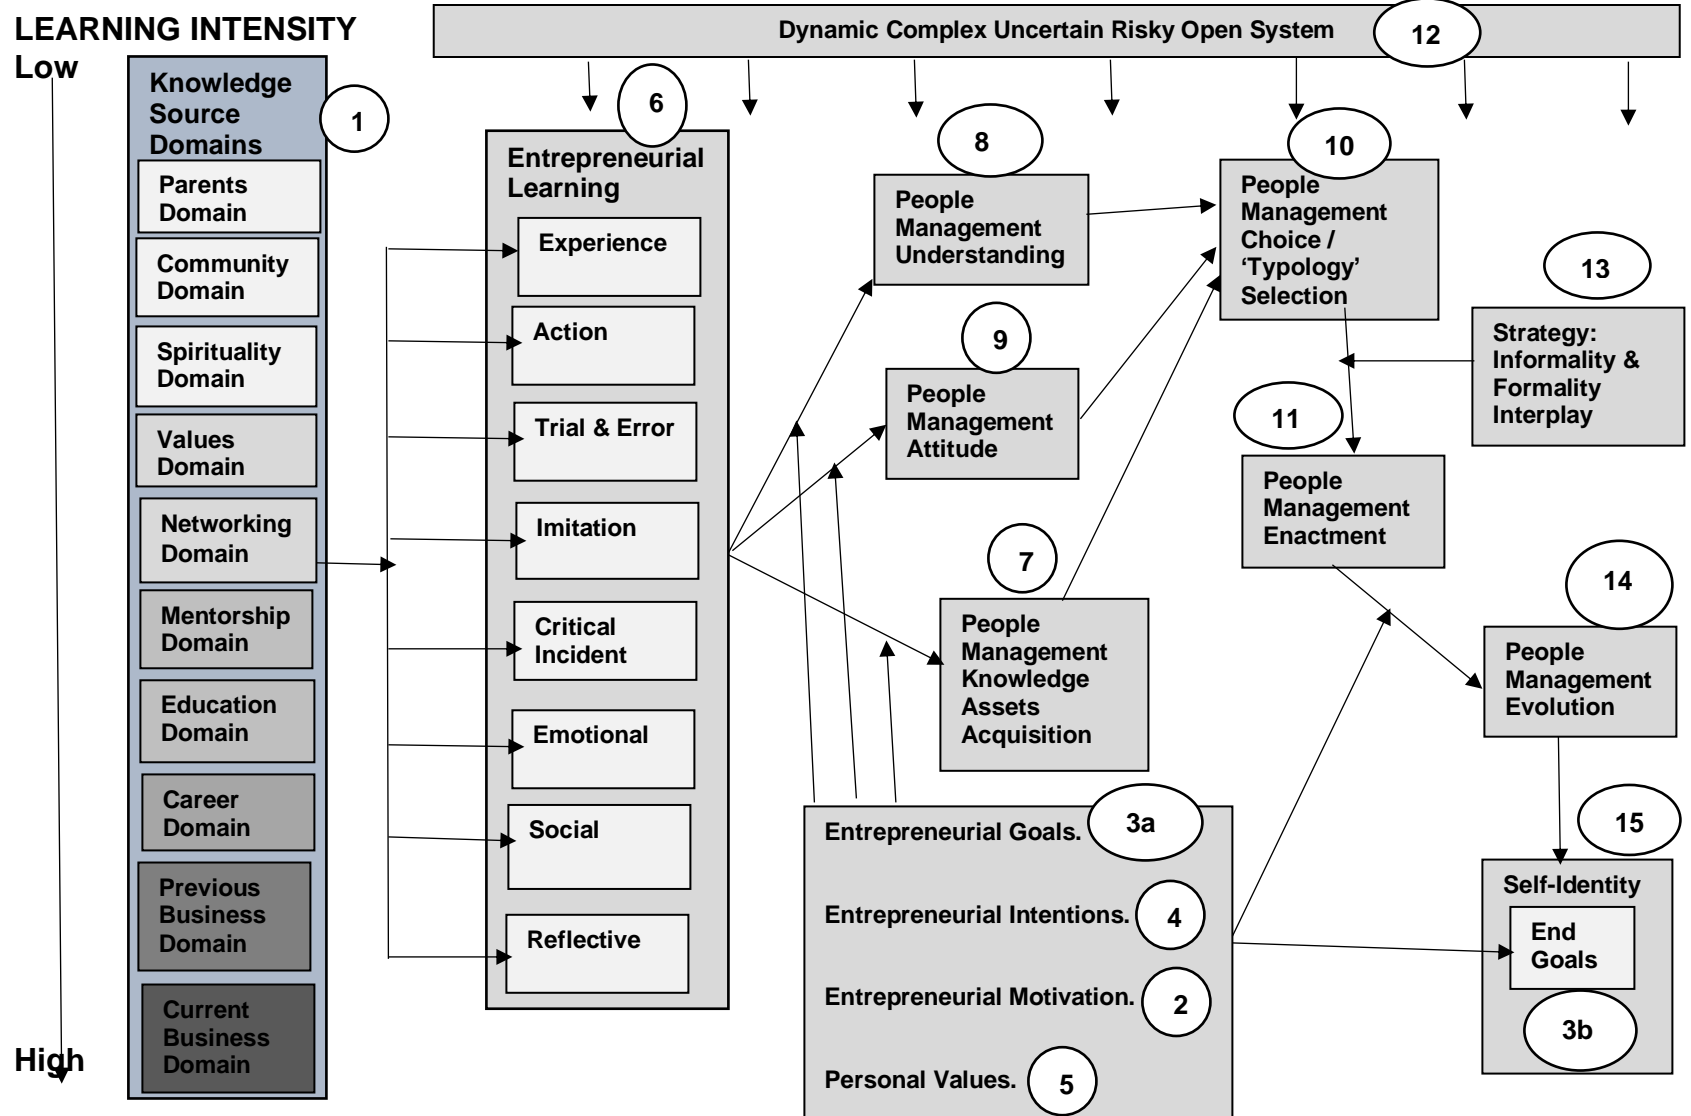 LEARNING INTENSITY
Low
High
Knowledge
Source
Domains
1
Parents
Domain
Community
Domain
Spirituality
Domain
Values
Domain
Networking
Domain
Mentorship
Domain
Education
Domain
Career
Domain
Previous
Business
Domain
Current
Business
Domain
Dynamic Complex Uncertain Risky Open System
12
6
Entrepreneurial
Learning
Experience
Action
Trial & Error
Imitation
Critical
Incident
Emotional
Social
Reflective
8
People
Management
Understanding
9
People
Management
Attitude
7
People
Management
Knowledge
Assets
Acquisition
Entrepreneurial Goals.
3a
Entrepreneurial Intentions.
4
Entrepreneurial Motivation.
2
Personal Values.
5
10
People
Management
Choice /
‘Typology’
Selection
13
Strategy:
Informality &
Formality
Interplay
11
People
Management
Enactment
14
People
Management
Evolution
15
Self-Identity
End
Goals
3b